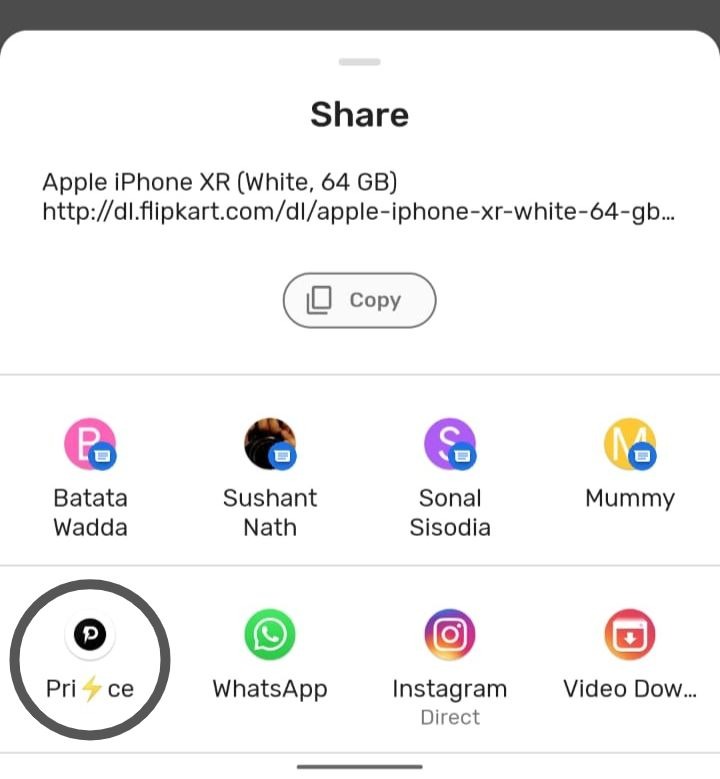 Share
Apple iPhone XR (White, 64 GB)
http://dl.flipkart.com/dl/apple-iphone-xr-white-64-gb...
Copy
B
S
M
Batata
Wadda
Sushant
Nath
Sonal
Sisodia
Mummy
Pri⚡ce
WhatsApp
Instagram
Direct
Video Dow...